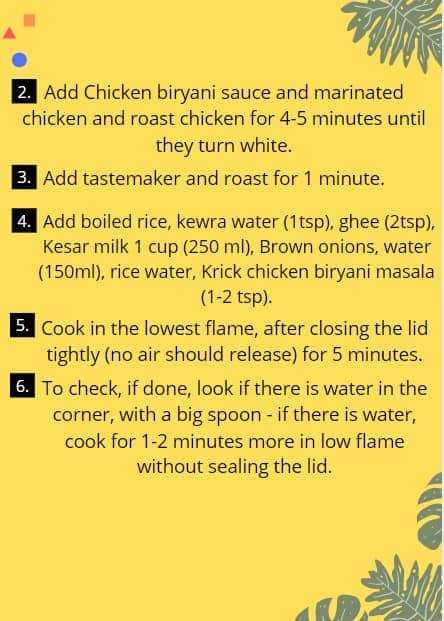 2. Add Chicken biryani sauce and marinated
chicken and roast chicken for 4-5 minutes until
they turn white.
3. Add tastemaker and roast for 1 minute.
4. Add boiled rice, kewra water (1tsp), ghee (2tsp),
Kesar milk 1 cup (250 ml), Brown onions, water
(150ml), rice water, Krick chicken biryani masala
(1-2 tsp).
5. Cook in the lowest flame, after closing the lid
tightly (no air should release) for 5 minutes.
6. To check, if done, look if there is water in the
corner, with a big spoon - if there is water,
cook for 1-2 minutes more in low flame
without sealing the lid.